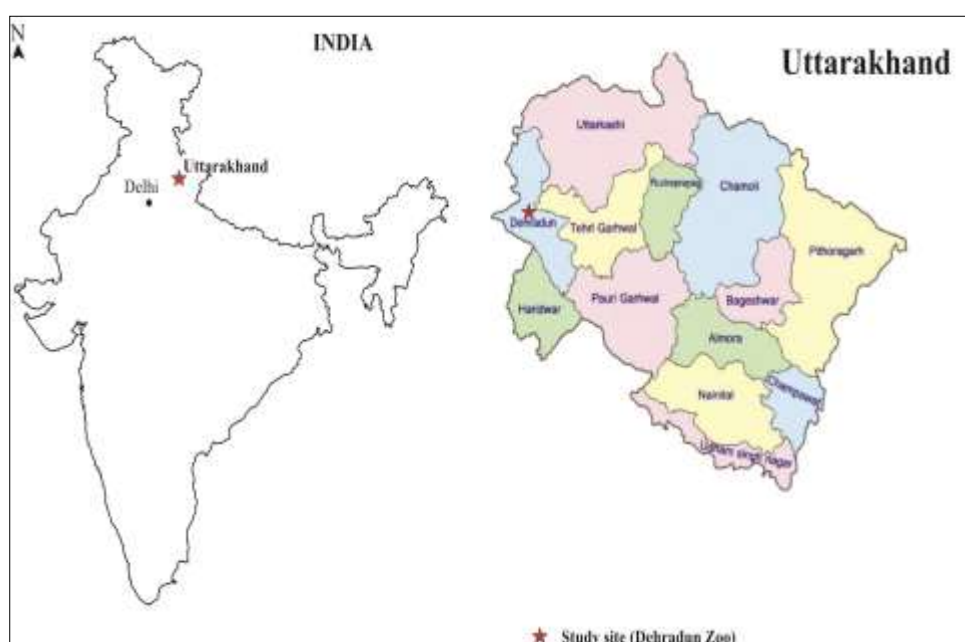 N
INDIA
Uttarakhand
Delhi
Uttarakhand
Uttarkashi
Rudraprayag
Chamoli
Dehradun
Tehri Garhwal
Pithoragarh
Pauri Garhwal
Bageshwar
Haridwar
Almora
Nainital
Champawat
Udham singh Nagar
Study site (Dehradun Zoo)